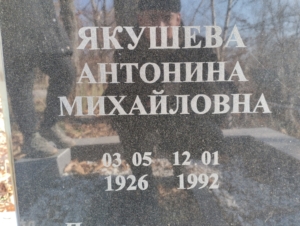 ЯКУШЕВА
АНТОНИНА
МИХАЙЛОВНА
03 05 12 01
1926 1992